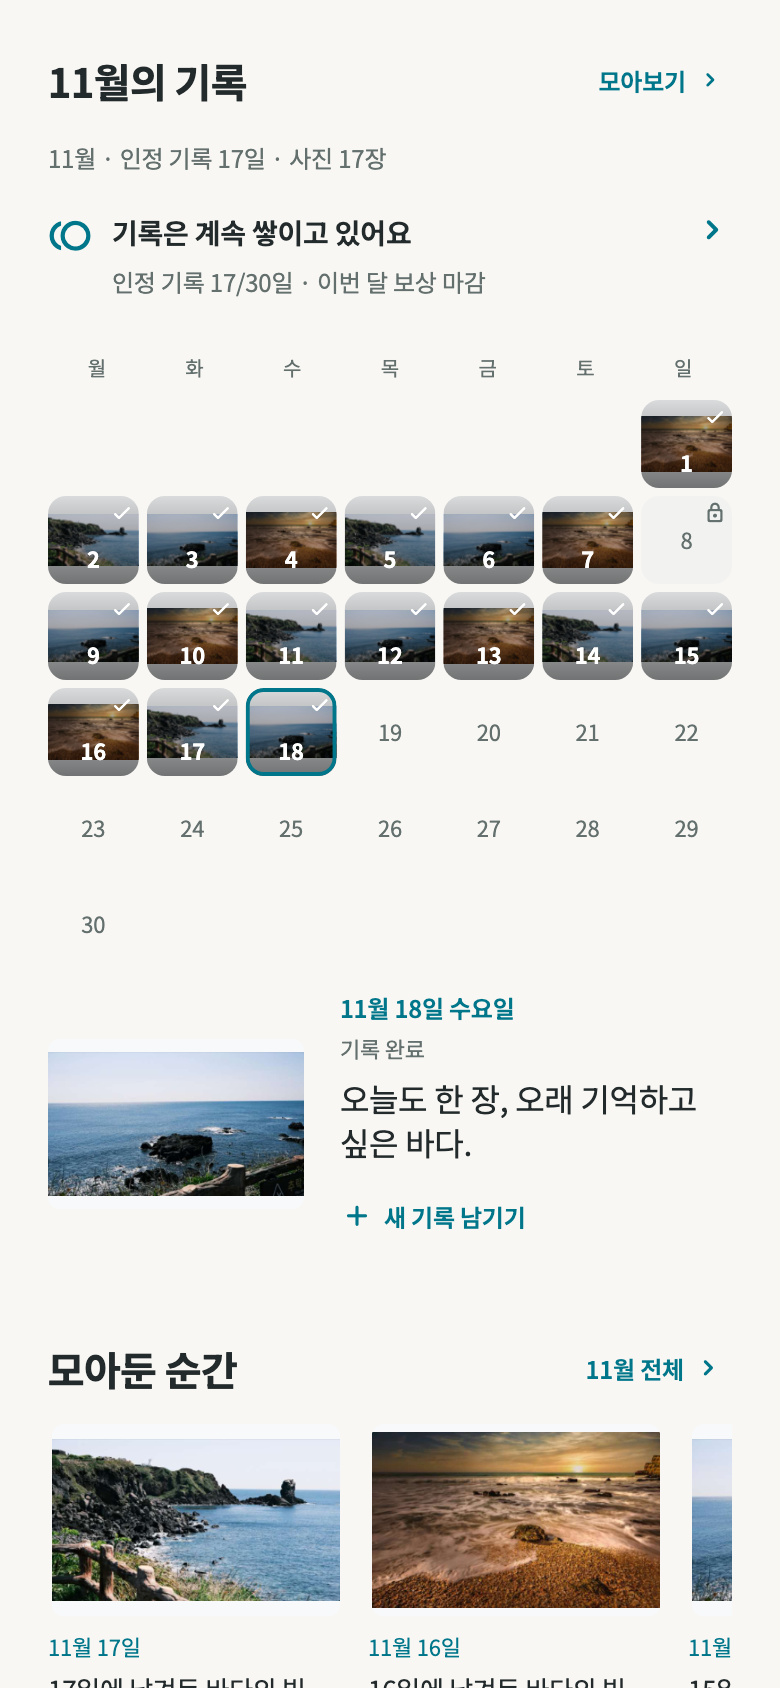 11월의 기록
모아보기
11월 · 인정 기록 17일 · 사진 17장
기록은 계속 쌓이고 있어요
인정 기록 17/30일 · 이번 달 보상 마감
월 화 수 목 금 토 일
1
2 3 4 5 6 7 8
9 10 11 12 13 14 15
16 17 18 19 20 21 22
23 24 25 26 27 28 29
30
11월 18일 수요일
기록 완료
오늘도 한 장, 오래 기억하고
싶은 바다.
새 기록 남기기
모아둔 순간
11월 전체
11월 17일 11월 16일 11월